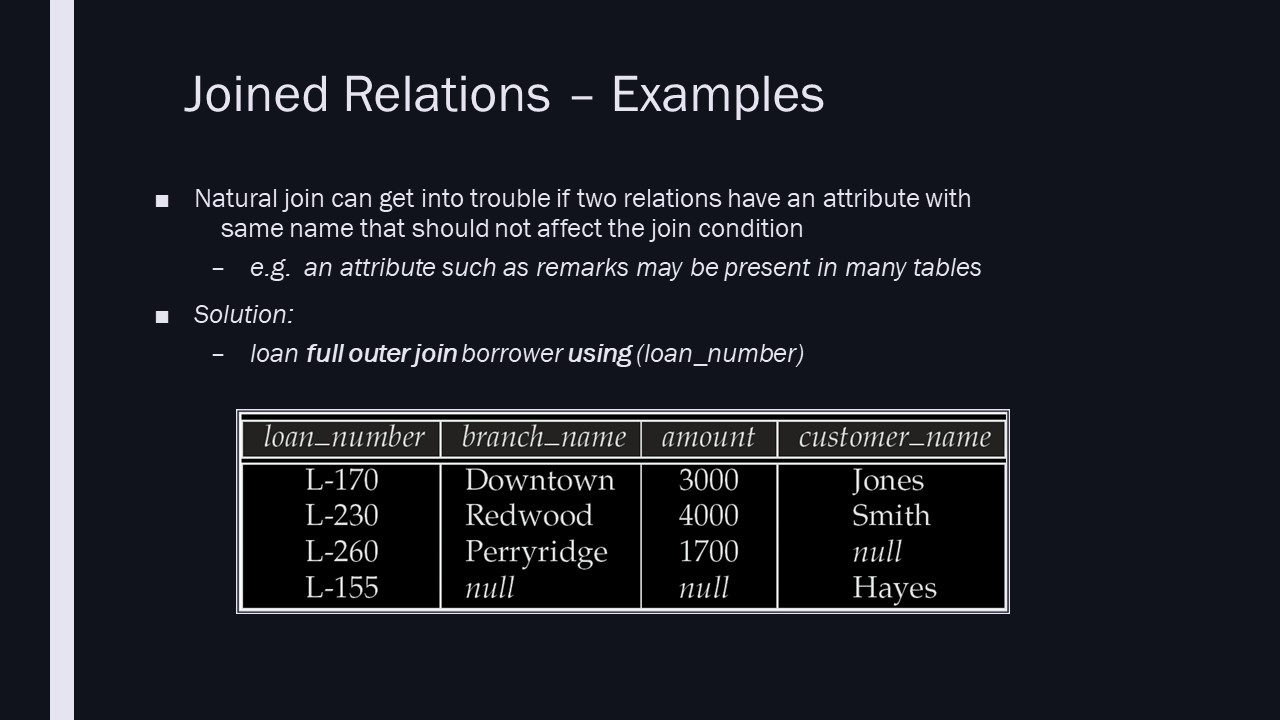 Joined Relations – Examples
■ Natural join can get into trouble if two relations have an attribute with
same name that should not affect the join condition
– e.g. an attribute such as remarks may be present in many tables
■ Solution:
– loan full outer join borrower using (loan_number)
loan_number branch_name amount customer_name
L-170 Downtown 3000 Jones
L-230 Redwood 4000 Smith
L-260 Perryridge 1700 null
L-155 null null Hayes